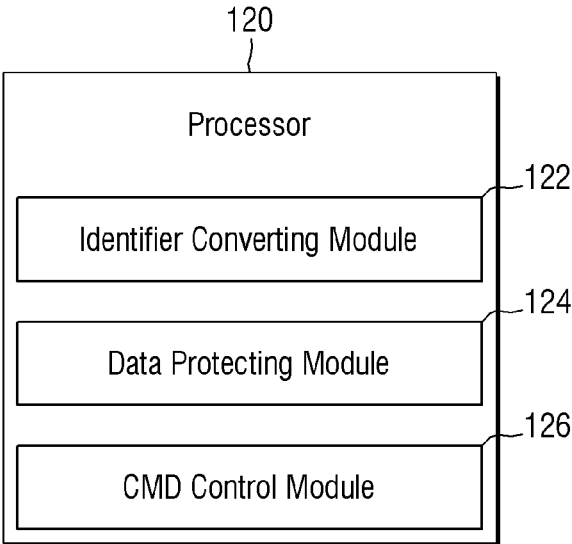 120
Processor
122
Identifier Converting Module
124
Data Protecting Module
126
CMD Control Module